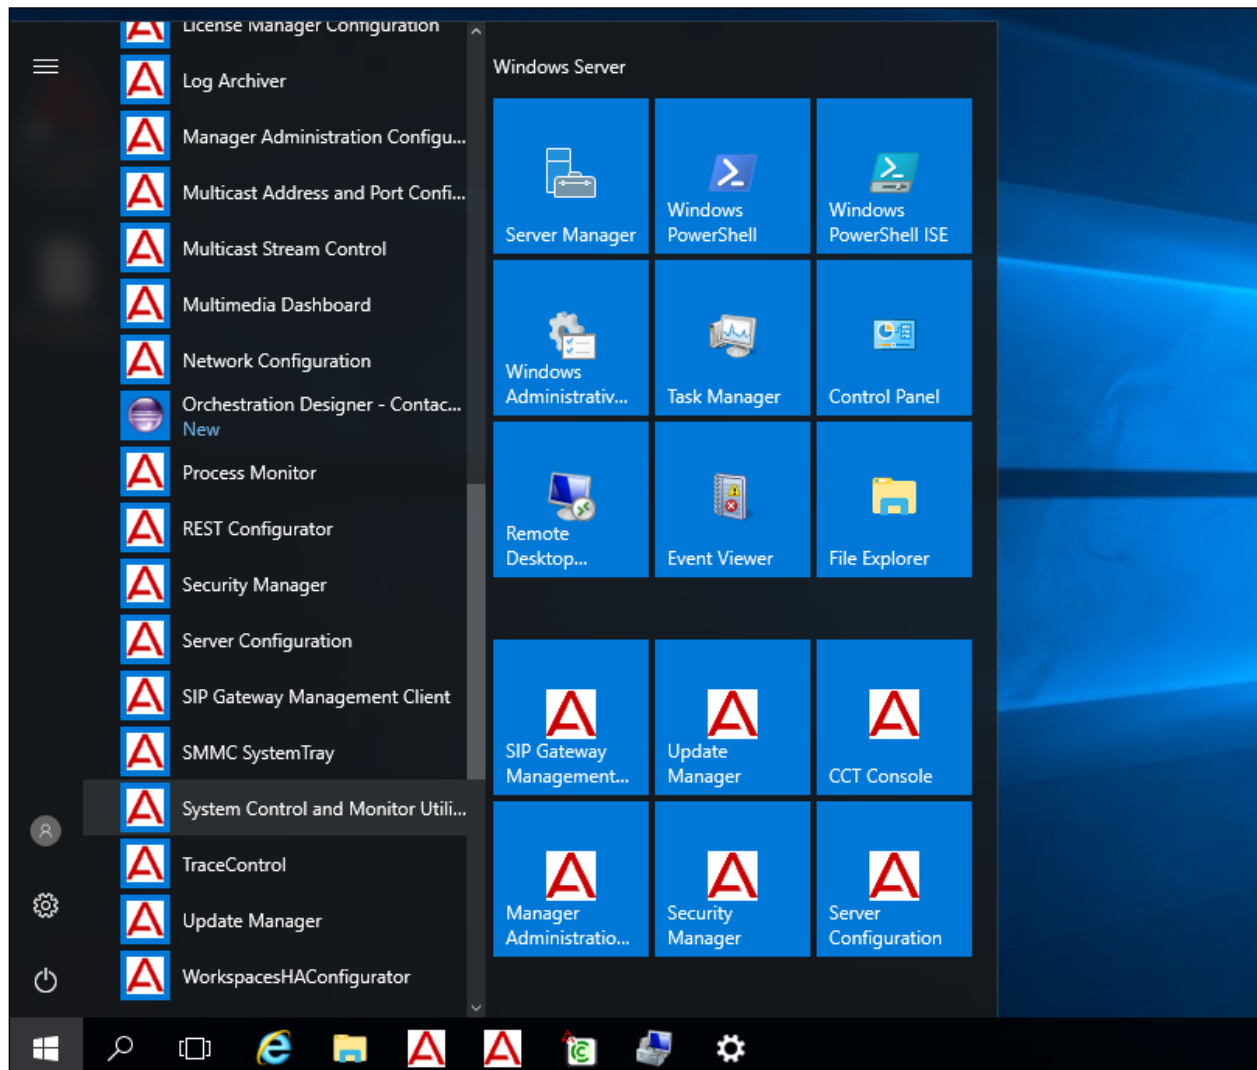 License Manager Configuration
Log Archiver
Manager Administration Configu...
Multicast Address and Port Confi...
Multicast Stream Control
Multimedia Dashboard
Network Configuration
Orchestration Designer - Contac...
New
Process Monitor
REST Configurator
Security Manager
Server Configuration
SIP Gateway Management Client
SMMC SystemTray
System Control and Monitor Utili...
TraceControl
Update Manager
WorkspacesHAConfigurator
Windows Server
Server Manager
Windows
PowerShell
Windows
PowerShell ISE
Windows
Administrativ...
Task Manager
Control Panel
Remote
Desktop...
Event Viewer
File Explorer
SIP Gateway
Management...
Update
Manager
CCT Console
Manager
Administratio...
Security
Manager
Server
Configuration